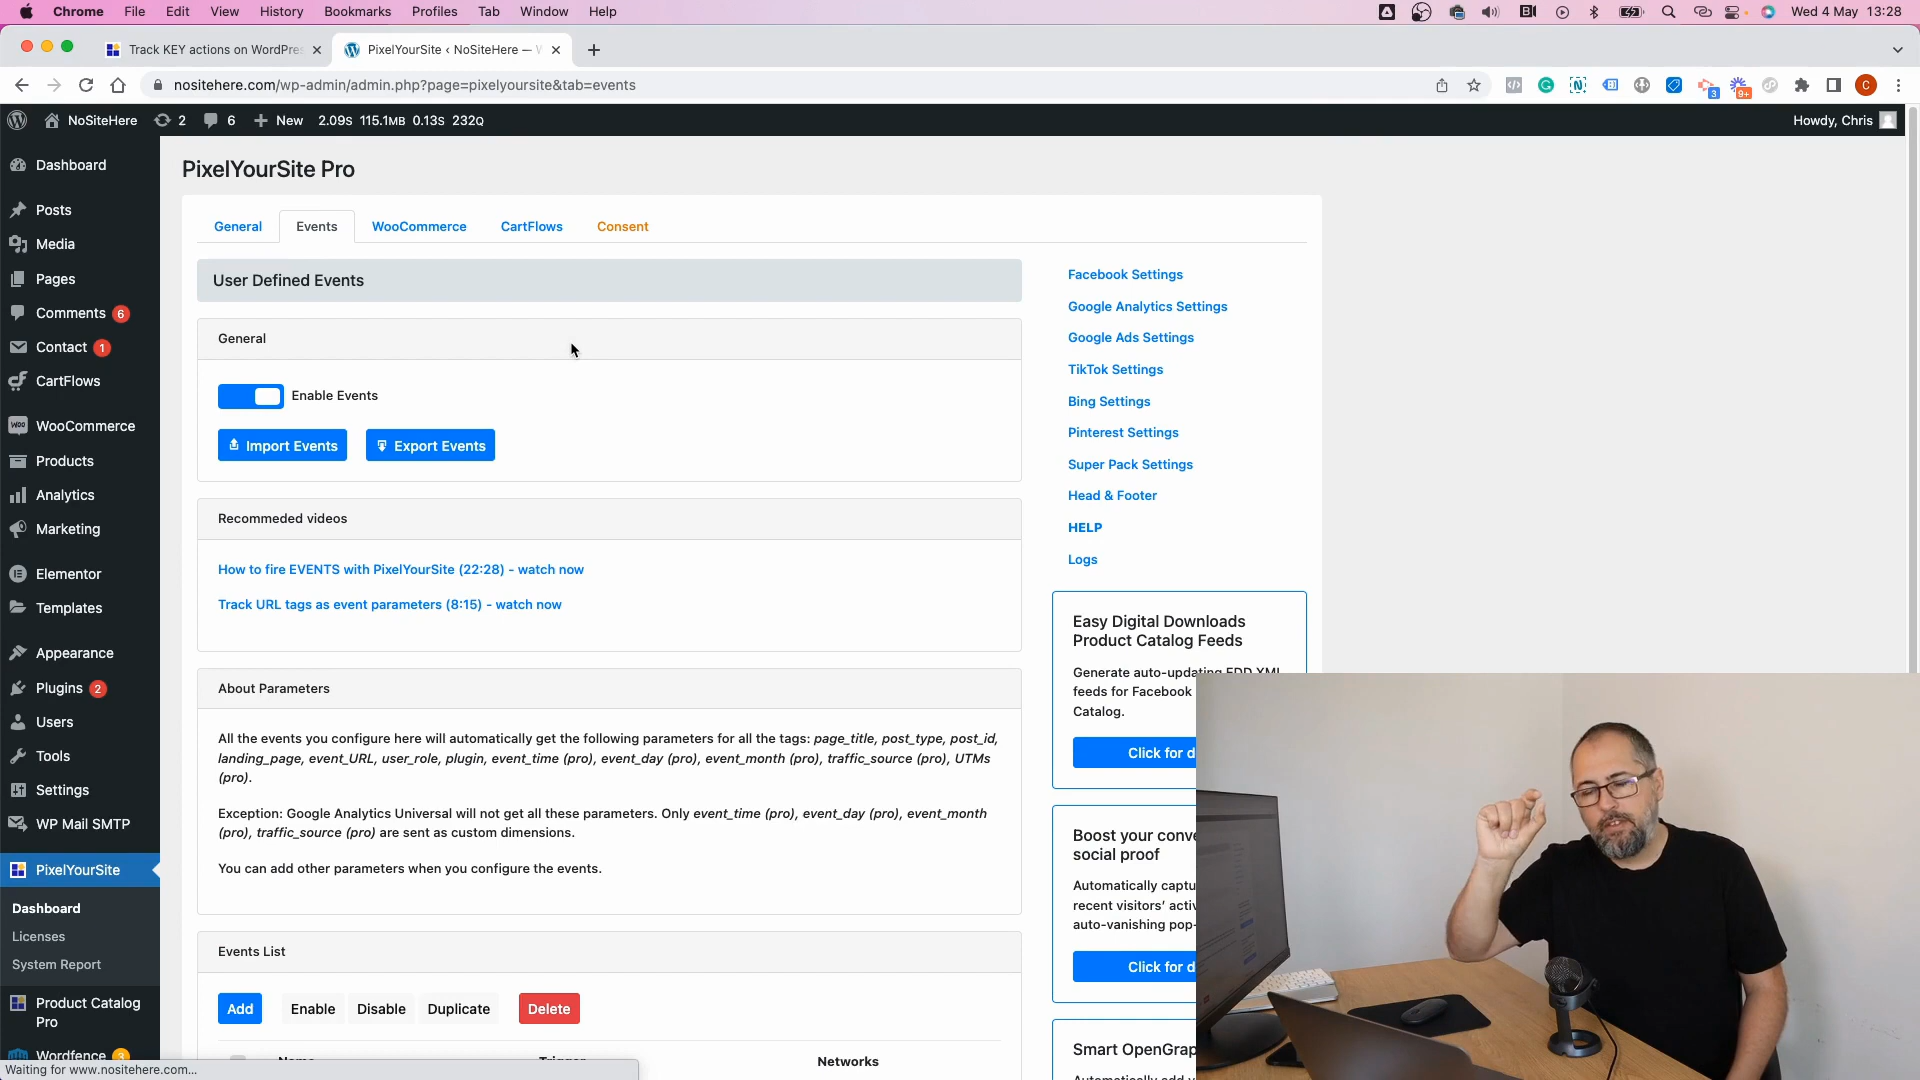 Chrome File Edit View History Bookmarks Profiles Tab Window Help
Wed 4 May 13:28
Track KEY actions on WordPres
PixelYourSite ‹ NoSiteHere — W
nositehere.com/wp-admin/admin.php?page=pixelyoursite&tab=events
3
9+
C
NoSiteHere 2 6 New 2.09S 115.1MB 0.13S 232Q
Howdy, Chris
Dashboard
Posts
Media
Pages
Comments 6
Contact 1
CartFlows
WooCommerce
Products
Analytics
Marketing
Elementor
Templates
Appearance
Plugins 2
Users
Tools
Settings
WP Mail SMTP
PixelYourSite
Dashboard
Licenses
System Report
Product Catalog
Pro
Wordfence 3
PixelYourSite Pro
General Events WooCommerce CartFlows Consent
User Defined Events
General
Enable Events
Import Events Export Events
Recommeded videos
How to fire EVENTS with PixelYourSite (22:28) - watch now
Track URL tags as event parameters (8:15) - watch now
About Parameters
All the events you configure here will automatically get the following parameters for all the tags: page_title, post_type, post_id,
landing_page, event_URL, user_role, plugin, event_time (pro), event_day (pro), event_month (pro), traffic_source (pro), UTMs
(pro).
Exception: Google Analytics Universal will not get all these parameters. Only event_time (pro), event_day (pro), event_month
(pro), traffic_source (pro) are sent as custom dimensions.
You can add other parameters when you configure the events.
Events List
Add Enable Disable Duplicate Delete
Name Trigger Networks
Facebook Settings
Google Analytics Settings
Google Ads Settings
TikTok Settings
Bing Settings
Pinterest Settings
Super Pack Settings
Head & Footer
HELP
Logs
Easy Digital Downloads
Product Catalog Feeds
Generate auto-updating EDD XML
feeds for Facebook
Catalog.
Click for d
Boost your conve
social proof
Automatically captu
recent visitors' activ
auto-vanishing pop-
Click for d
Smart OpenGrap
Automatically add
Waiting for www.nositehere.com...